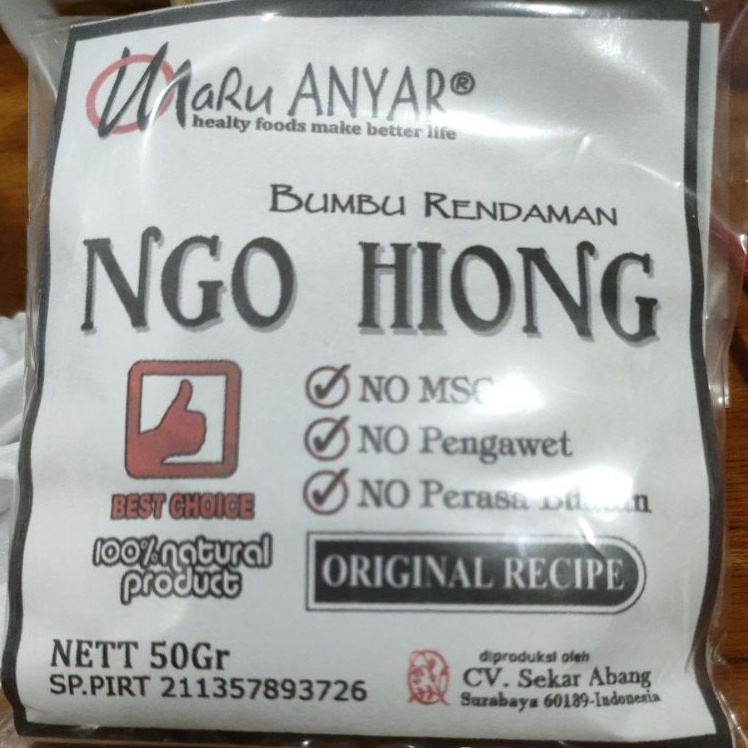 MaRu ANYAR®
healty foods make better life
BUMBU RENDAMAN
NGO HIONG
NO MSG
NO Pengawet
NO Perasa
BEST CHOICE
100% natural
product
ORIGINAL RECIPE
NETT 50Gr
SP.PIRT 211357893726
diproduksi oleh
CV. Sekar Abang
Surabaya 60189-Indonesia